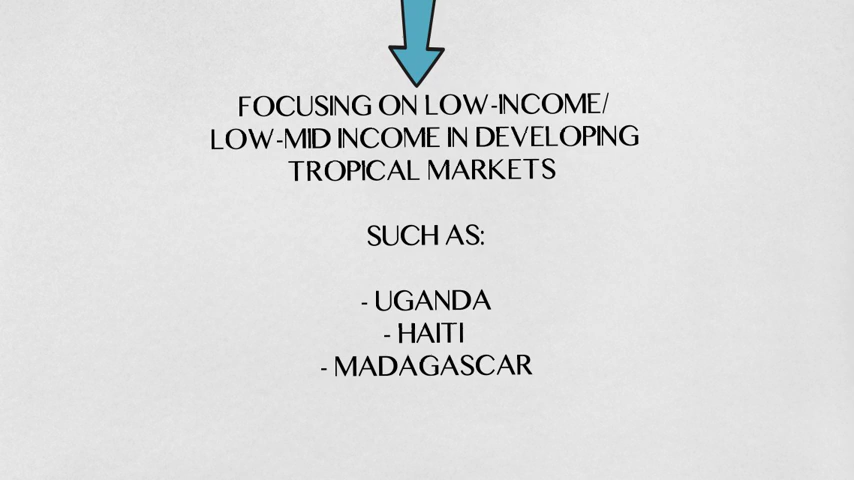 FOCUSING ON LOW-INCOME/
LOW-MID INCOME IN DEVELOPING
TROPICAL MARKETS
SUCH AS:
- UGANDA
- HAITI
- MADAGASCAR